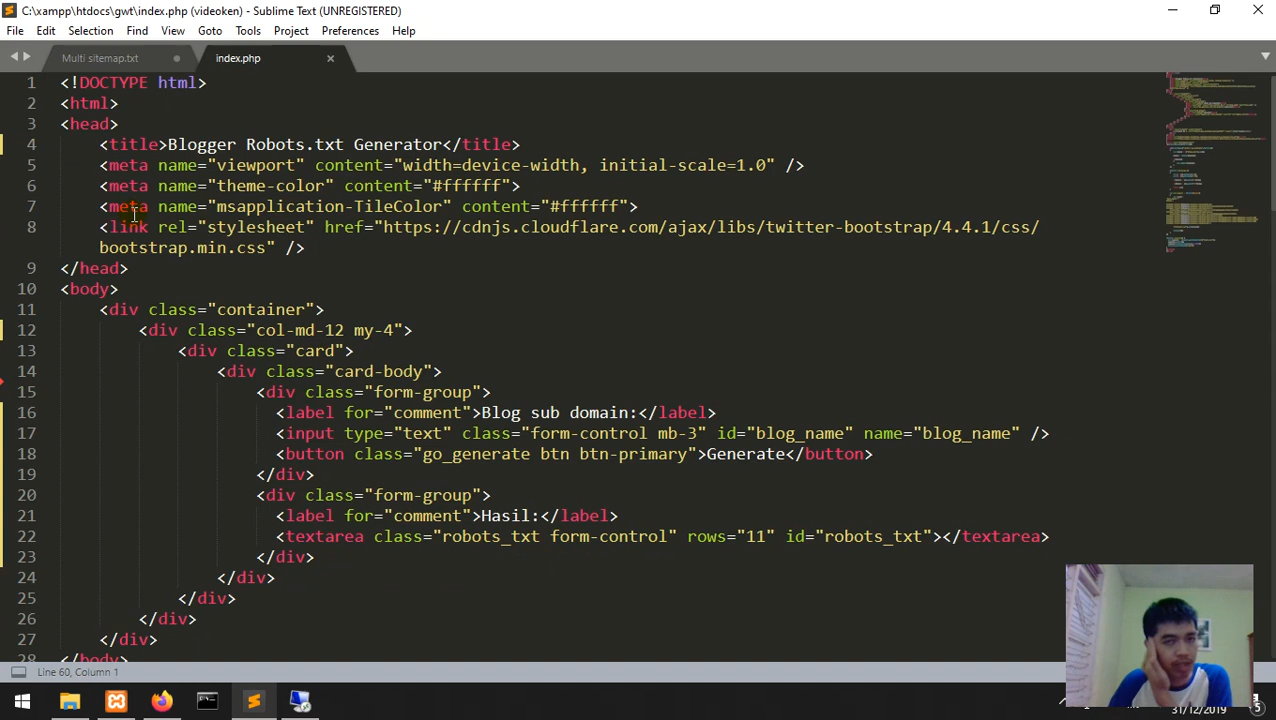 C:\xampp\htdocs\gwt\index.php (videoken) - Sublime Text (UNREGISTERED)
File Edit Selection Find View Goto Tools Project Preferences Help
Multi sitemap.txt index.php
1 <!DOCTYPE html>
2 <html>
3 <head>
4 <title>Blogger Robots.txt Generator</title>
5 <meta name="viewport" content="width=device-width, initial-scale=1.0" />
6 <meta name="theme-color" content="#ffffff">
7 <meta name="msapplication-TileColor" content="#ffffff">
8 <link rel="stylesheet" href="https://cdnjs.cloudflare.com/ajax/libs/twitter-bootstrap/4.4.1/css/
bootstrap.min.css" />
9 </head>
10 <body>
11 <div class="container">
12 <div class="col-md-12 my-4">
13 <div class="card">
14 <div class="card-body">
15 <div class="form-group">
16 <label for="comment">Blog sub domain:</label>
17 <input type="text" class="form-control mb-3" id="blog_name" name="blog_name" />
18 <button class="go_generate btn btn-primary">Generate</button>
19 </div>
20 <div class="form-group">
21 <label for="comment">Hasil:</label>
22 <textarea class="robots_txt form-control" rows="11" id="robots_txt"></textarea>
23 </div>
24 </div>
25 </div>
26 </div>
27 </div>
28 </body>
Line 60, Column 1
31/12/2019
5